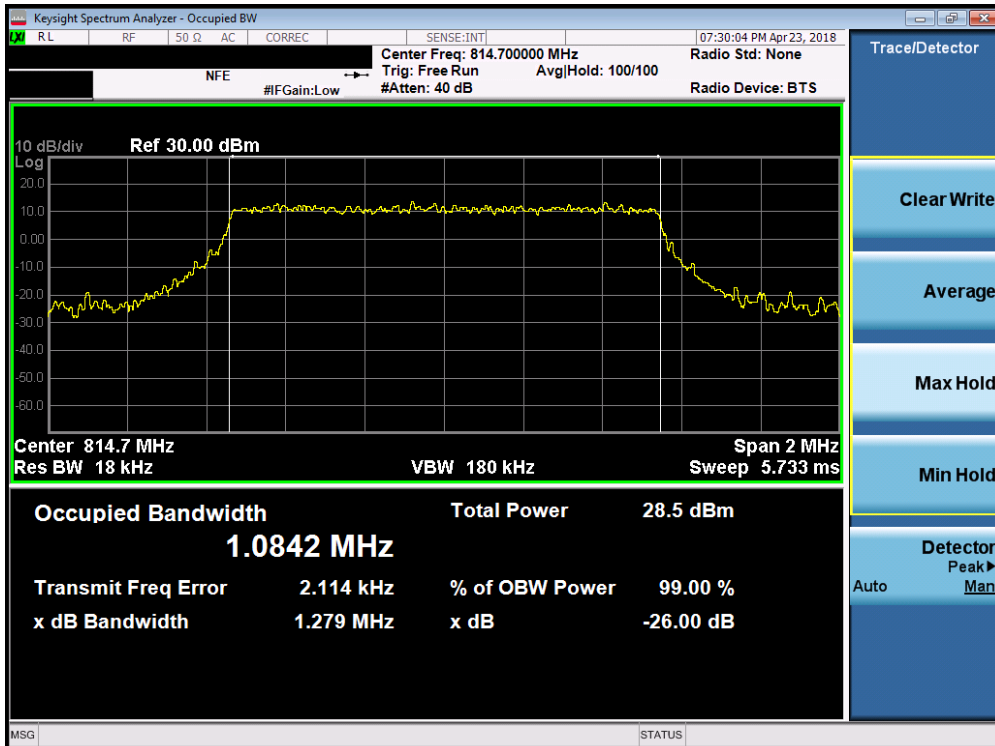 Keysight Spectrum Analyzer - Occupied BW
LXI RL RF 50 Ω AC CORREC SENSE:INT 07:30:04 PM Apr 23, 2018
Center Freq: 814.700000 MHz Radio Std: None
NFE Trig: Free Run Avg|Hold: 100/100
#IFGain:Low #Atten: 40 dB Radio Device: BTS
10 dB/div Ref 30.00 dBm
Log
20.0
10.0
0.00
-10.0
-20.0
-30.0
-40.0
-50.0
-60.0
Center 814.7 MHz Span 2 MHz
Res BW 18 kHz VBW 180 kHz Sweep 5.733 ms
Occupied Bandwidth Total Power 28.5 dBm
1.0842 MHz
Transmit Freq Error 2.114 kHz % of OBW Power 99.00 %
x dB Bandwidth 1.279 MHz x dB -26.00 dB
Trace/Detector
Clear Write
Average
Max Hold
Min Hold
Detector
Peak▶
Auto Man
MSG STATUS